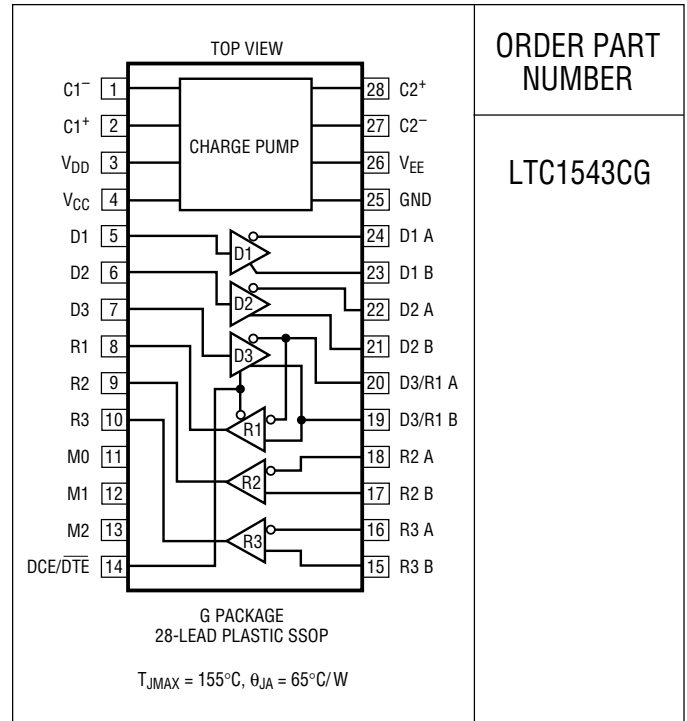 TOP VIEW
ORDER PART
NUMBER
LTC1543CG
C1⁻ 1
28 C2⁺
C1⁺ 2
27 C2⁻
CHARGE PUMP
V_DD 3
26 V_EE
V_CC 4
25 GND
D1 5
24 D1 A
D1
23 D1 B
D2 6
22 D2 A
D2
21 D2 B
D3 7
20 D3/R1 A
D3
R1 8
19 D3/R1 B
R1
R2 9
18 R2 A
R2
17 R2 B
R3 10
16 R3 A
R3
15 R3 B
M0 11
M1 12
M2 13
DCE/D̅T̅E̅ 14
G PACKAGE
28-LEAD PLASTIC SSOP
T_JMAX = 155°C, θ_JA = 65°C/W